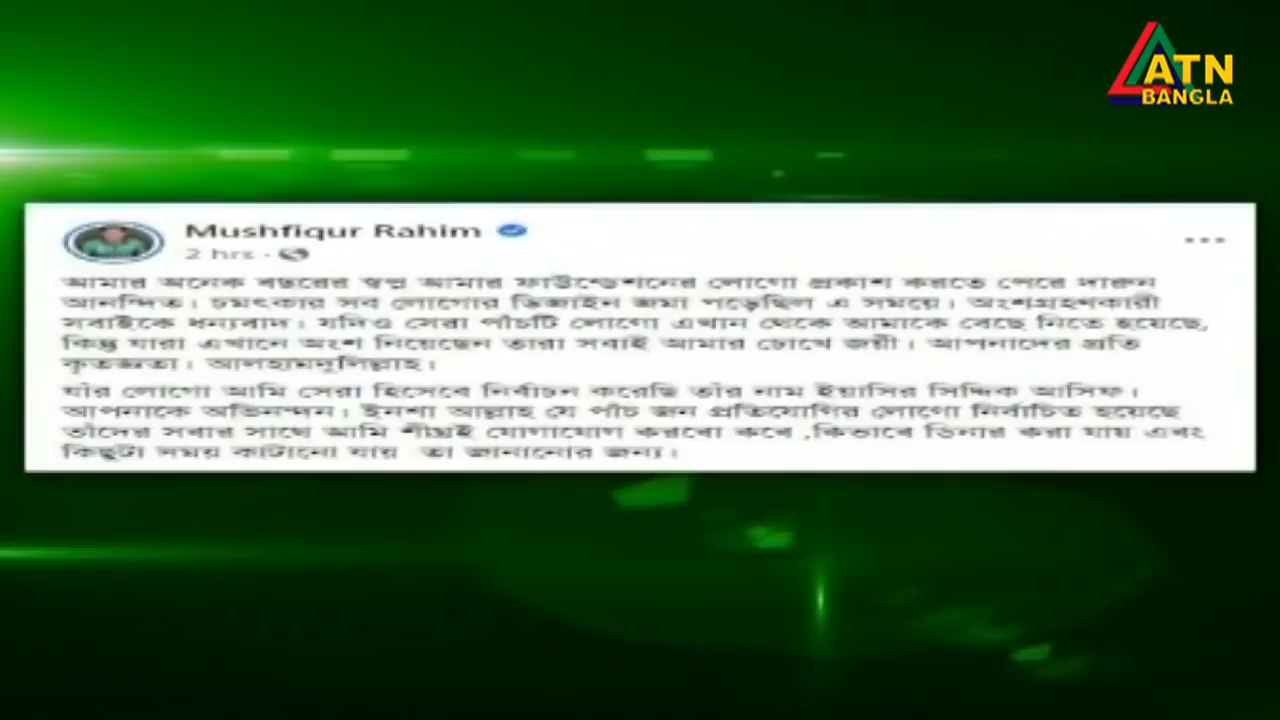 ATN
BANGLA
Mushfiqur Rahim
2 hrs ·
আমার অনেক বছরের স্বপ্ন আমার ফাউন্ডেশনের লোগো প্রকাশ করতে পেরে দারুন
আনন্দিত। চমৎকার সব লোগোর ডিজাইন জমা পড়েছিল এ সময়ে। অংশগ্রহণকারী
সবাইকে ধন্যবাদ। যদিও সেরা পাঁচটি লোগো এখান থেকে আমাকে বেছে নিতে হয়েছে,
কিন্তু যারা এখানে অংশ নিয়েছেন তারা সবাই আমার চোখে জয়ী। আপনাদের প্রতি
কৃতজ্ঞতা। আলহামদুলিল্লাহ।
যাঁর লোগো আমি সেরা হিসেবে নির্বাচন করেছি তাঁর নাম ইয়াসির সিদ্দিক আসিফ।
আপনাকে অভিনন্দন। ইনশা আল্লাহ যে পাঁচ জন প্রতিযোগির লোগো নির্বাচিত হয়েছে
তাঁদের সবার সাথে আমি শীঘ্রই যোগাযোগ করবো কবে ,কিভাবে ডিনার করা যায় এবং
কিছুটা সময় কাটানো যায় তা জানানোর জন্য।